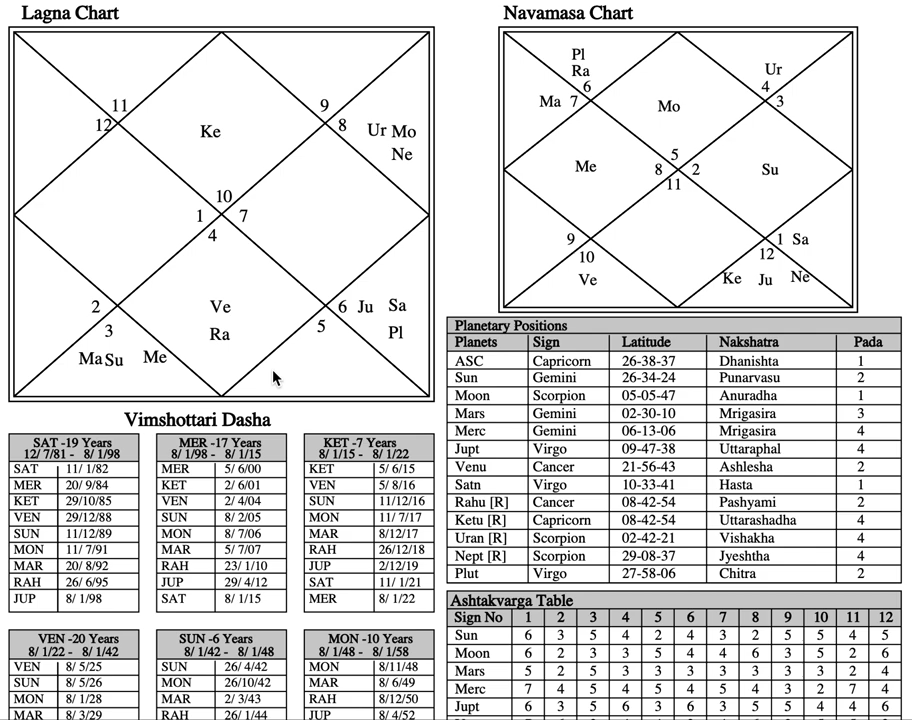 Lagna Chart
11
12
Ke
9
8
Ur Mo
Ne
10
1
7
4
2
3
Ma Su Me
Ve
Ra
6 Ju Sa
Pl
5
Navamasa Chart
Pl
Ra
6
Ma 7
Mo
Ur
4
3
5
8 2
11
Me
Su
9
10
Ve
1 Sa
12
Ke Ju Ne
Vimshottari Dasha
SAT -19 Years
12/ 7/81 - 8/ 1/98
SAT 11/ 1/82
MER 20/ 9/84
KET 29/10/85
VEN 29/12/88
SUN 11/12/89
MON 11/ 7/91
MAR 20/ 8/92
RAH 26/ 6/95
JUP 8/ 1/98
MER -17 Years
8/ 1/98 - 8/ 1/15
MER 5/ 6/00
KET 2/ 6/01
VEN 2/ 4/04
SUN 8/ 2/05
MON 8/ 7/06
MAR 5/ 7/07
RAH 23/ 1/10
JUP 29/ 4/12
SAT 8/ 1/15
KET -7 Years
8/ 1/15 - 8/ 1/22
KET 5/ 6/15
VEN 5/ 8/16
SUN 11/12/16
MON 11/ 7/17
MAR 8/12/17
RAH 26/12/18
JUP 2/12/19
SAT 11/ 1/21
MER 8/ 1/22
VEN -20 Years
8/ 1/22 - 8/ 1/42
VEN 8/ 5/25
SUN 8/ 5/26
MON 8/ 1/28
MAR 8/ 3/29
SUN -6 Years
8/ 1/42 - 8/ 1/48
SUN 26/ 4/42
MON 26/10/42
MAR 2/ 3/43
RAH 26/ 1/44
MON -10 Years
8/ 1/48 - 8/ 1/58
MON 8/11/48
MAR 8/ 6/49
RAH 8/12/50
JUP 8/ 4/52
Planetary Positions
Planets Sign Latitude Nakshatra Pada
ASC Capricorn 26-38-37 Dhanishta 1
Sun Gemini 26-34-24 Punarvasu 2
Moon Scorpion 05-05-47 Anuradha 1
Mars Gemini 02-30-10 Mrigasira 3
Merc Gemini 06-13-06 Mrigasira 4
Jupt Virgo 09-47-38 Uttaraphal 4
Venu Cancer 21-56-43 Ashlesha 2
Satn Virgo 10-33-41 Hasta 1
Rahu [R] Cancer 08-42-54 Pashyami 2
Ketu [R] Capricorn 08-42-54 Uttarashadha 4
Uran [R] Scorpion 02-42-21 Vishakha 4
Nept [R] Scorpion 29-08-37 Jyeshtha 4
Plut Virgo 27-58-06 Chitra 2
Ashtakvarga Table
Sign No 1 2 3 4 5 6 7 8 9 10 11 12
Sun 6 3 5 4 2 4 3 2 5 5 4 5
Moon 6 2 3 3 5 4 4 6 3 5 2 6
Mars 5 2 5 3 3 3 3 3 3 3 2 4
Merc 7 4 5 4 5 4 5 4 3 2 7 4
Jupt 6 3 5 6 3 6 3 5 5 4 4 6